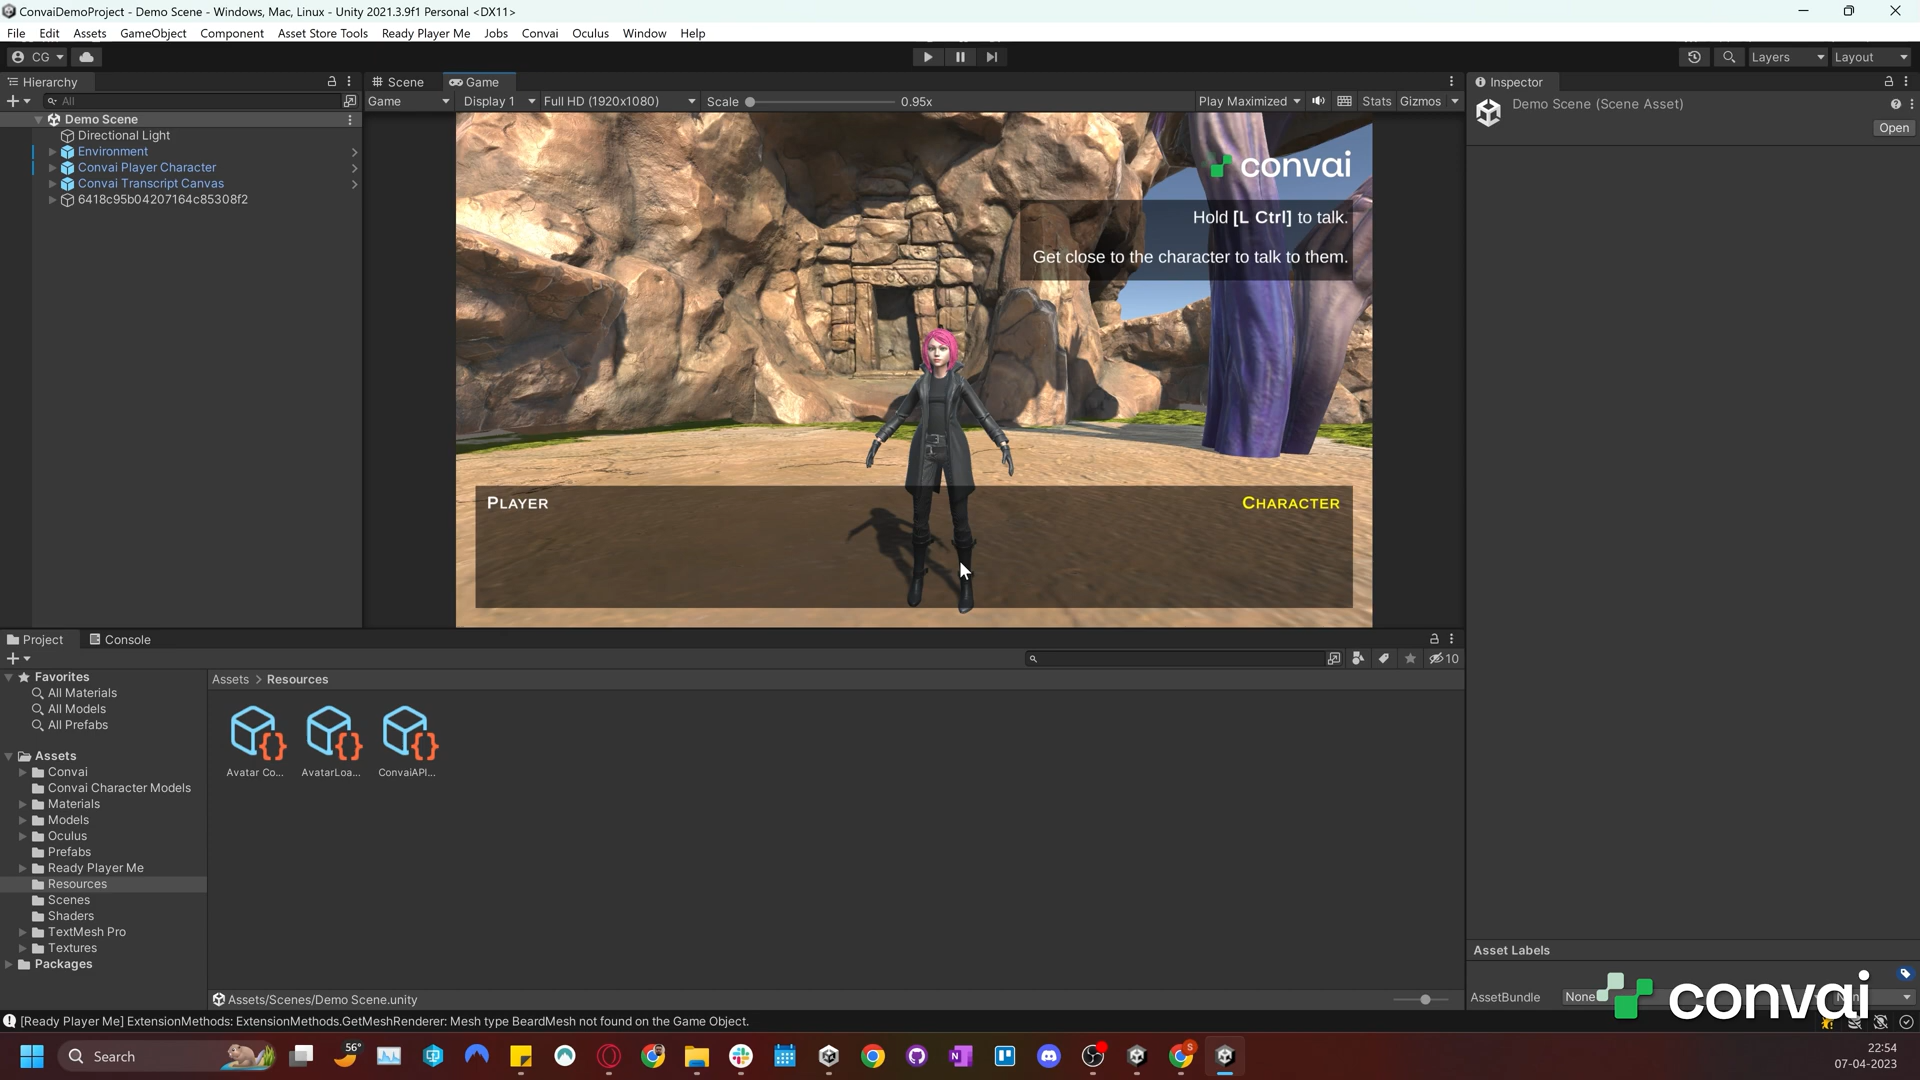 ConvaiDemoProject - Demo Scene - Windows, Mac, Linux - Unity 2021.3.9f1 Personal <DX11>
File Edit Assets GameObject Component Asset Store Tools Ready Player Me Jobs Convai Oculus Window Help
CG Layers Layout
Hierarchy
All
Demo Scene
Directional Light
Environment
Convai Player Character
Convai Transcript Canvas
6418c95b04207164c85308f2
Scene Game
Game Display 1 Full HD (1920x1080) Scale 0.95x Play Maximized Stats Gizmos
convai
Hold [L Ctrl] to talk.
Get close to the character to talk to them.
PLAYER CHARACTER
Inspector
Demo Scene (Scene Asset)
Open
Project Console
10
Favorites
All Materials
All Models
All Prefabs
Assets
Convai
Convai Character Models
Materials
Models
Oculus
Prefabs
Ready Player Me
Resources
Scenes
Shaders
TextMesh Pro
Textures
Packages
Assets > Resources
Avatar Co...
AvatarLoa...
ConvaiAPI...
Assets/Scenes/Demo Scene.unity
Asset Labels
AssetBundle None
convai
[Ready Player Me] ExtensionMethods: ExtensionMethods.GetMeshRenderer: Mesh type BeardMesh not found on the Game Object.
Search
56°
S
22:54
07-04-2023